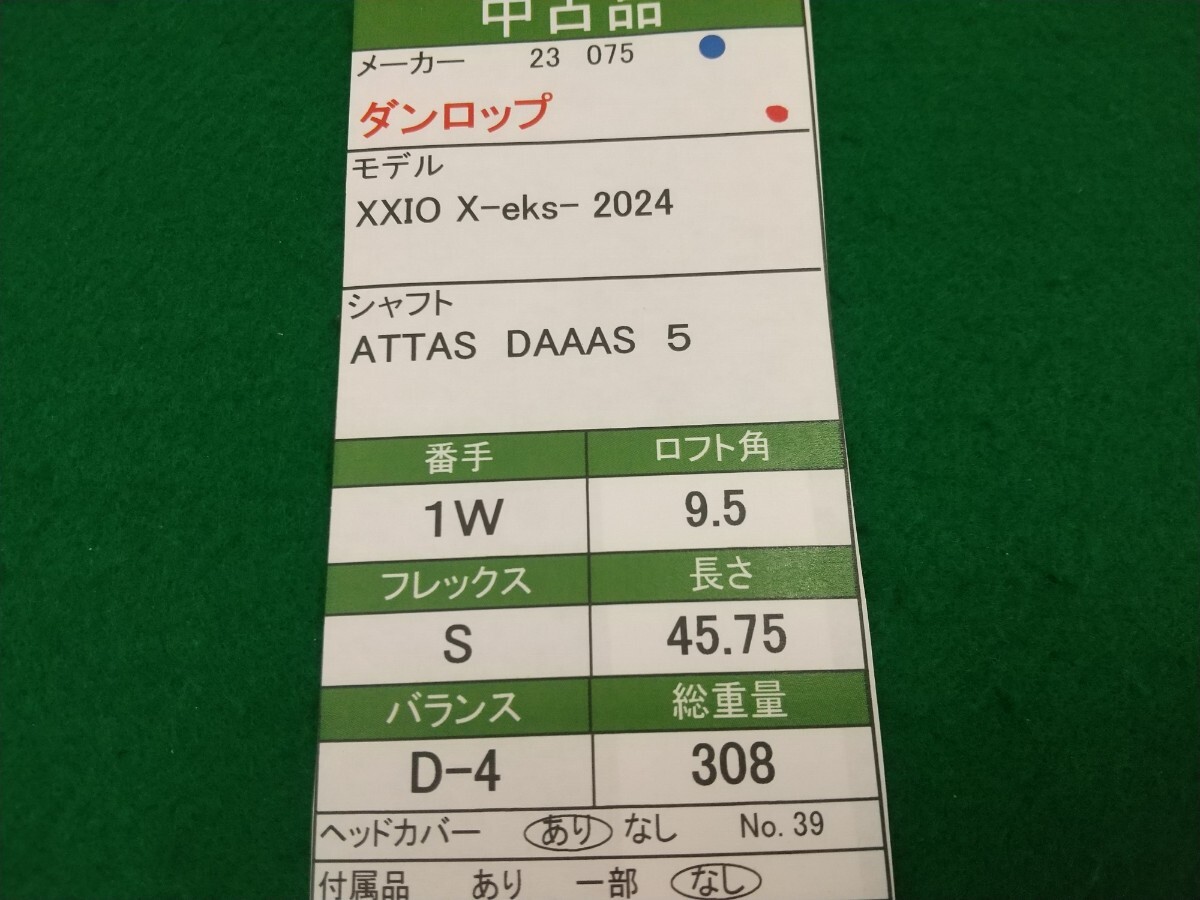 中古品
メーカー 23 075
ダンロップ
モデル
XXIO X-eks- 2024
シャフト
ATTAS DAAAS 5
番手 ロフト角
1W 9.5
フレックス 長さ
S 45.75
バランス 総重量
D-4 308
ヘッドカバー あり なし No. 39
付属品 あり 一部 なし